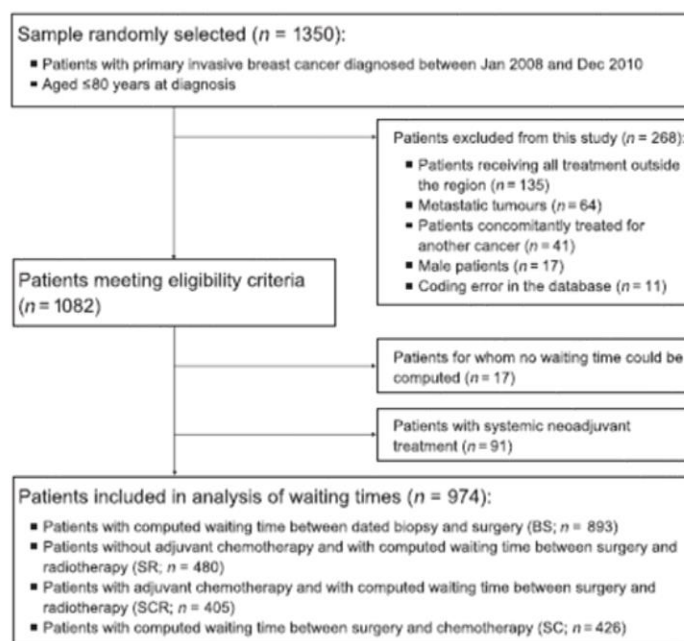 Sample randomly selected (n = 1350):
▪ Patients with primary invasive breast cancer diagnosed between Jan 2008 and Dec 2010
▪ Aged ≤80 years at diagnosis
Patients excluded from this study (n = 268):
▪ Patients receiving all treatment outside
the region (n = 135)
▪ Metastatic tumours (n = 64)
▪ Patients concomitantly treated for
another cancer (n = 41)
▪ Male patients (n = 17)
▪ Coding error in the database (n = 11)
Patients meeting eligibility criteria
(n = 1082)
Patients for whom no waiting time could be
computed (n = 17)
Patients with systemic neoadjuvant
treatment (n = 91)
Patients included in analysis of waiting times (n = 974):
▪ Patients with computed waiting time between dated biopsy and surgery (BS; n = 893)
▪ Patients without adjuvant chemotherapy and with computed waiting time between surgery and
radiotherapy (SR; n = 480)
▪ Patients with adjuvant chemotherapy and with computed waiting time between surgery and
radiotherapy (SCR; n = 405)
▪ Patients with computed waiting time between surgery and chemotherapy (SC; n = 426)